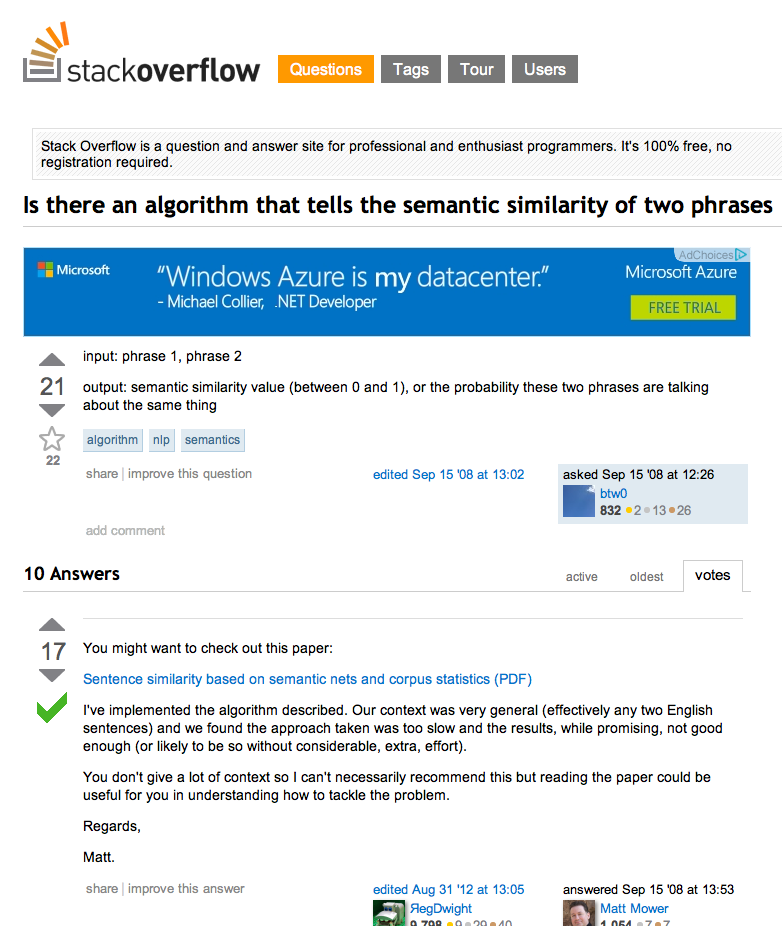 stackoverflow Questions Tags Tour Users
Stack Overflow is a question and answer site for professional and enthusiast programmers. It's 100% free, no
registration required.
Is there an algorithm that tells the semantic similarity of two phrases
AdChoices
Microsoft “Windows Azure is my datacenter.” Microsoft Azure
- Michael Collier, .NET Developer
FREE TRIAL
input: phrase 1, phrase 2
21
output: semantic similarity value (between 0 and 1), or the probability these two phrases are talking
about the same thing
algorithm nlp semantics
22
share | improve this question edited Sep 15 '08 at 13:02 asked Sep 15 '08 at 12:26
btw0
832 2 13 26
add comment
10 Answers active oldest votes
17 You might want to check out this paper:
Sentence similarity based on semantic nets and corpus statistics (PDF)
I've implemented the algorithm described. Our context was very general (effectively any two English
sentences) and we found the approach taken was too slow and the results, while promising, not good
enough (or likely to be so without considerable, extra, effort).
You don't give a lot of context so I can't necessarily recommend this but reading the paper could be
useful for you in understanding how to tackle the problem.
Regards,
Matt.
share | improve this answer edited Aug 31 '12 at 13:05 answered Sep 15 '08 at 13:53
ЯegDwight Matt Mower
9,798 9 29 40 1,054 7 7